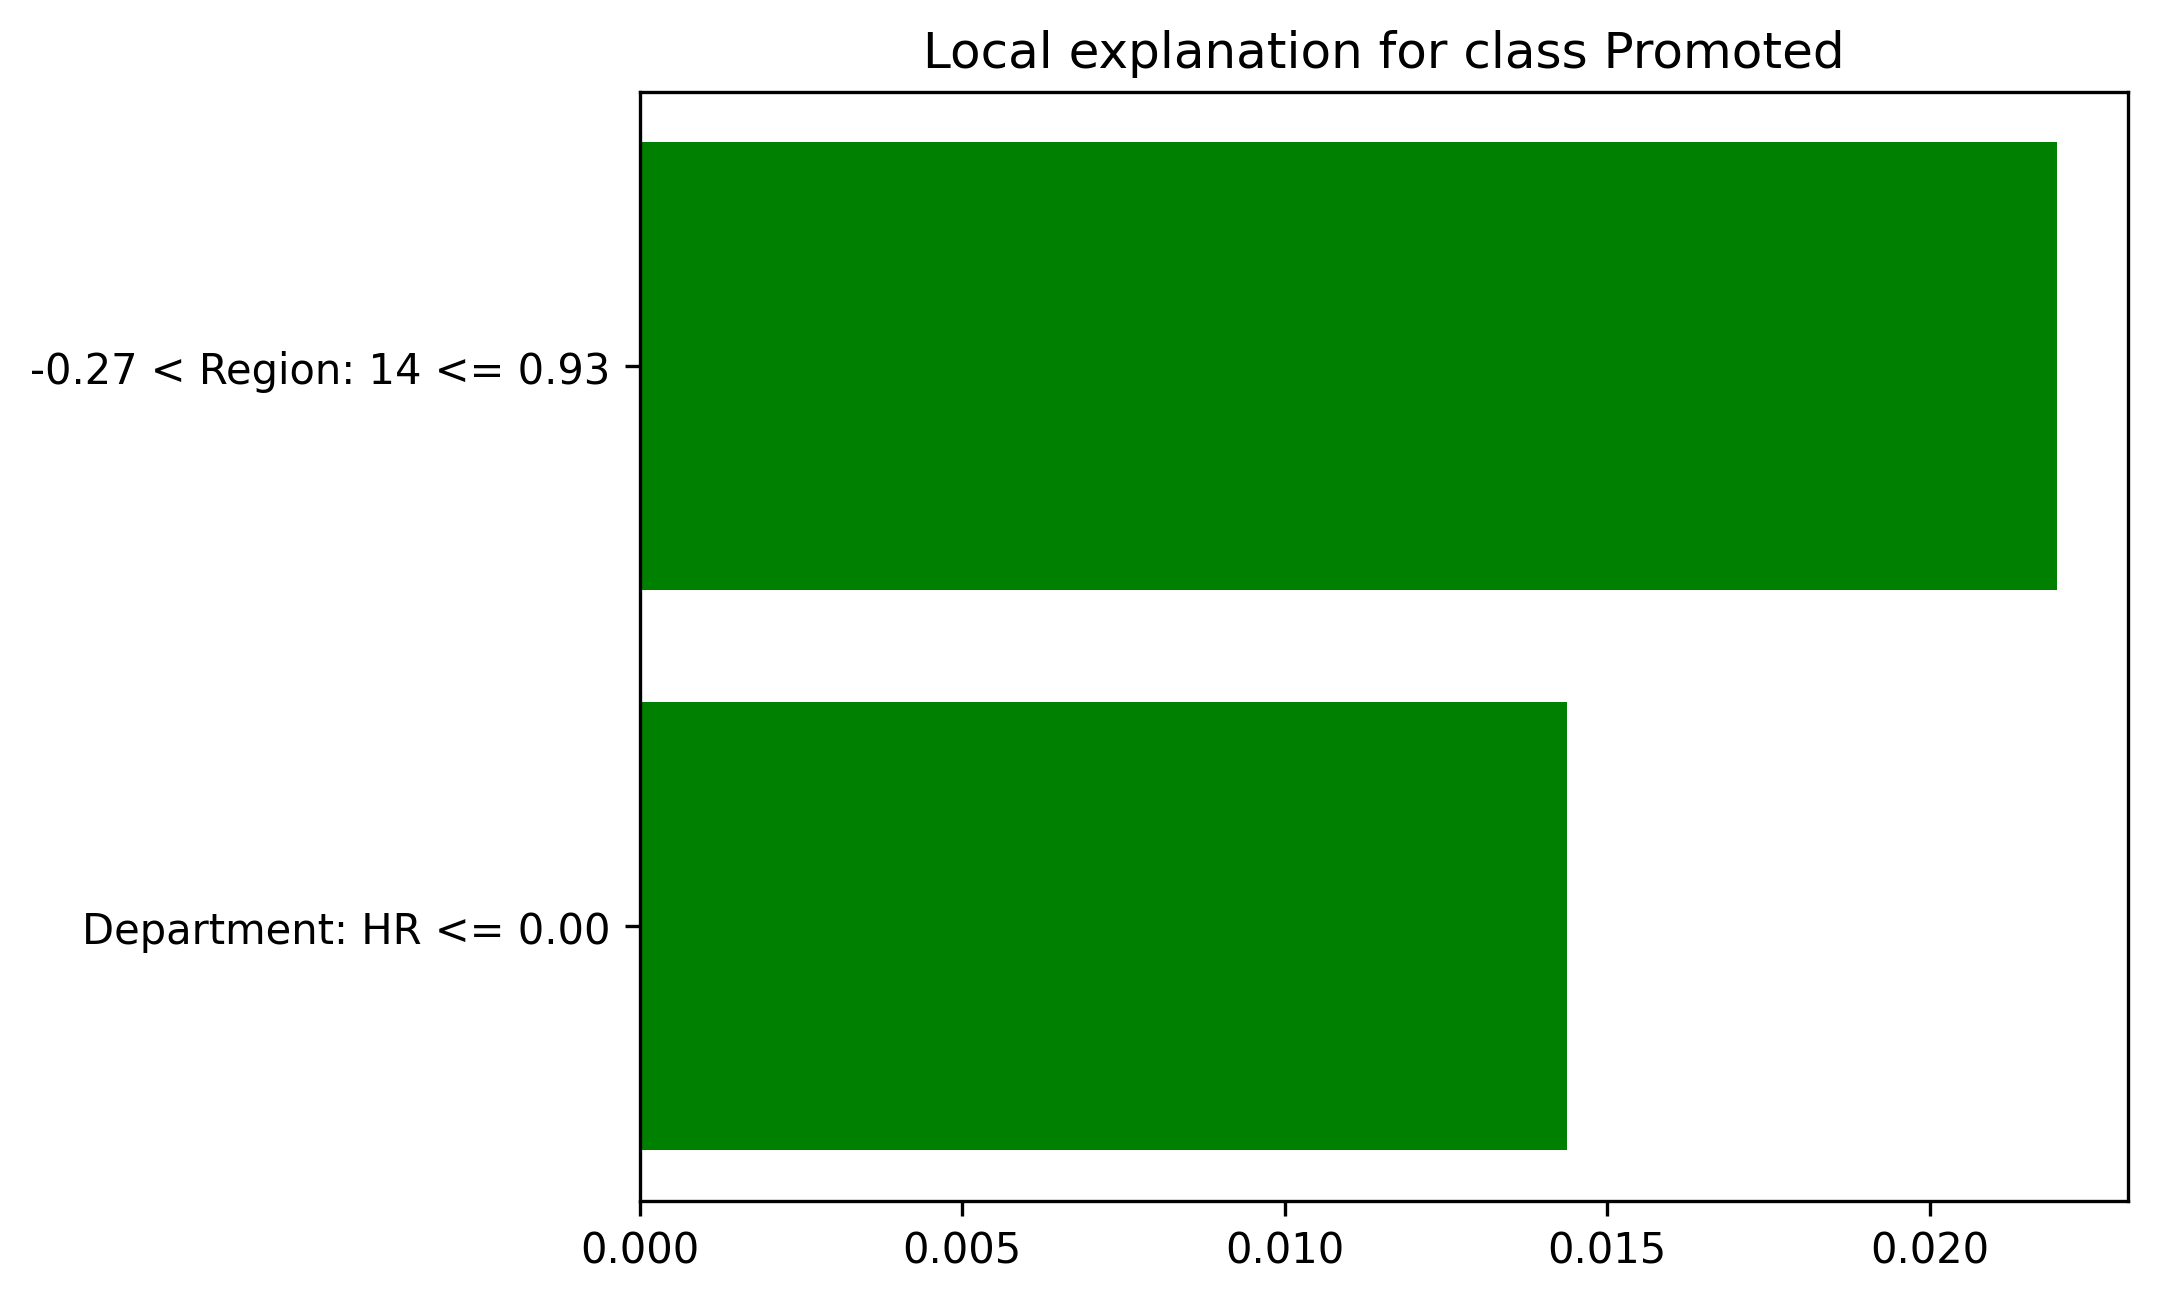 Local explanation for class Promoted
-0.27 < Region: 14 <= 0.93
Department: HR <= 0.00
0.000 0.005 0.010 0.015 0.020